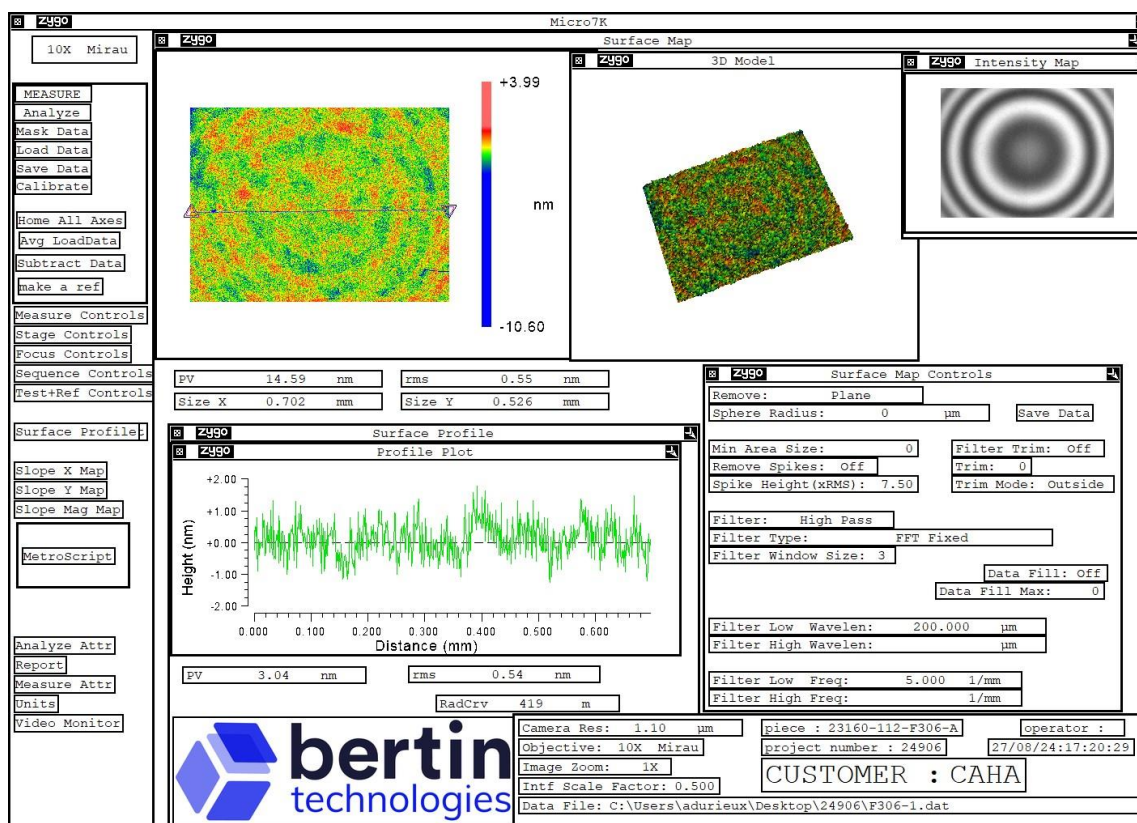 zygo Micro7K
10X Mirau
MEASURE
Analyze
Mask Data
Load Data
Save Data
Calibrate
Home All Axes
Avg LoadData
Subtract Data
make a ref
Measure Controls
Stage Controls
Focus Controls
Sequence Controls
Test+Ref Controls
Surface Profile
Slope X Map
Slope Y Map
Slope Mag Map
MetroScript
Analyze Attr
Report
Measure Attr
Units
Video Monitor
zygo Surface Map
+3.99
nm
-10.60
zygo 3D Model
zygo Intensity Map
PV 14.59 nm
rms 0.55 nm
Size X 0.702 mm
Size Y 0.526 mm
zygo Surface Profile
zygo Profile Plot
+2.00
+1.00
+0.00
-1.00
-2.00
Height (nm)
0.000 0.100 0.200 0.300 0.400 0.500 0.600
Distance (mm)
PV 3.04 nm
rms 0.54 nm
RadCrv 419 m
zygo Surface Map Controls
Remove: Plane
Sphere Radius: 0 µm
Save Data
Min Area Size: 0
Filter Trim: Off
Remove Spikes: Off
Trim: 0
Spike Height(xRMS): 7.50
Trim Mode: Outside
Filter: High Pass
Filter Type: FFT Fixed
Filter Window Size: 3
Data Fill: Off
Data Fill Max: 0
Filter Low Wavelen: 200.000 µm
Filter High Wavelen: µm
Filter Low Freq: 5.000 1/mm
Filter High Freq: 1/mm
bertin
technologies
Camera Res: 1.10 µm
Objective: 10X Mirau
Image Zoom: 1X
Intf Scale Factor: 0.500
Data File: C:\Users\adurieux\Desktop\24906\F306-1.dat
piece : 23160-112-F306-A
operator :
project number : 24906
27/08/24:17:20:29
CUSTOMER : CAHA